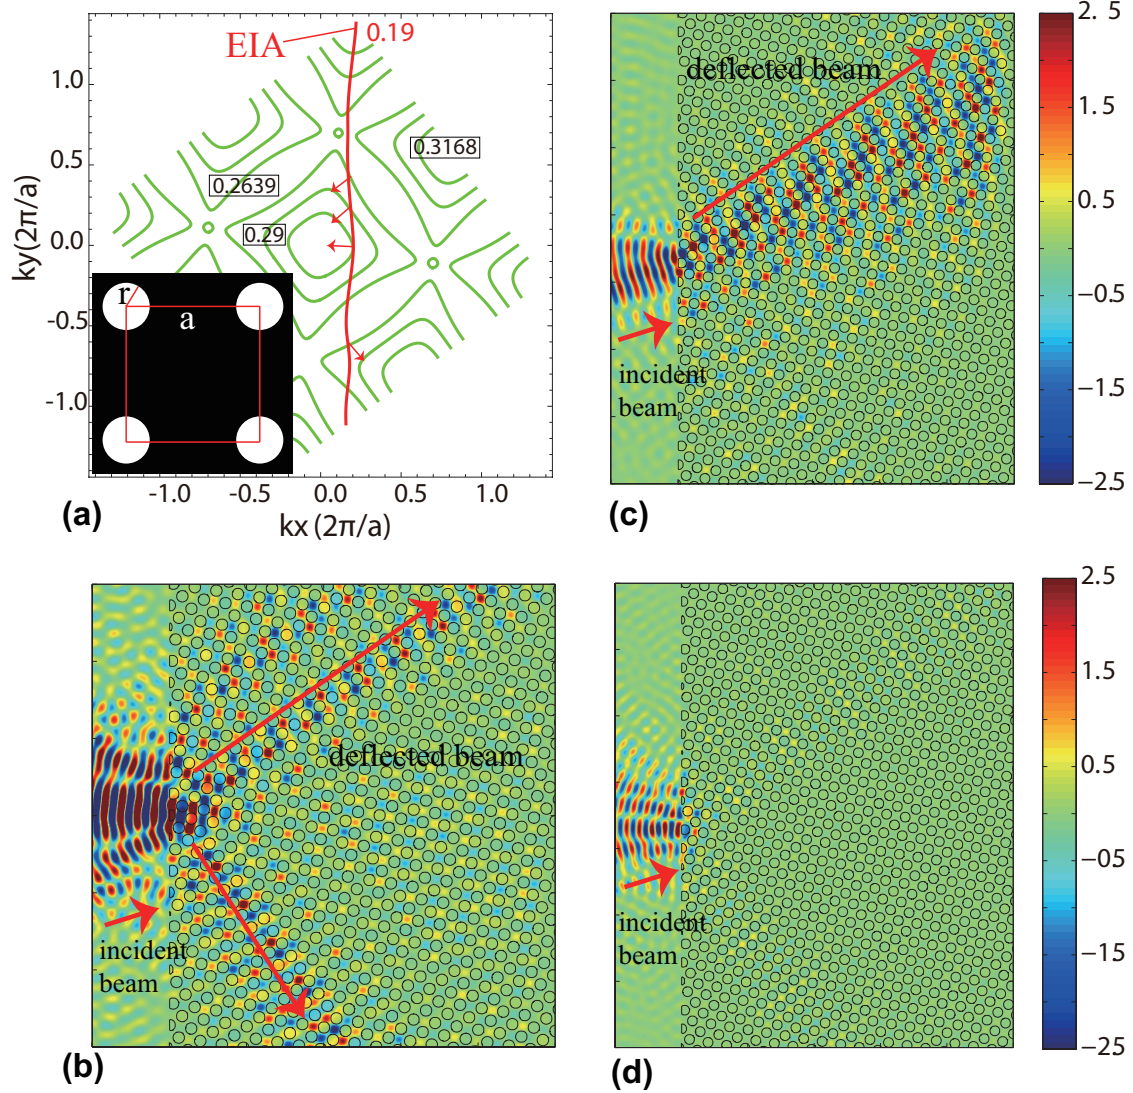 EIA
0.19
1.0
0.5
0.0
-0.5
-1.0
ky(2π/a)
0.3168
0.2639
0.29
r
a
-1.0
-0.5
0.0
0.5
1.0
kx (2π/a)
(a)
deflected beam
incident
beam
(c)
2. 5
1. 5
0.5
−0.5
−1.5
−2.5
deflected beam
incident
beam
(b)
incident
beam
(d)
2.5
1.5
0.5
−05
−15
−25